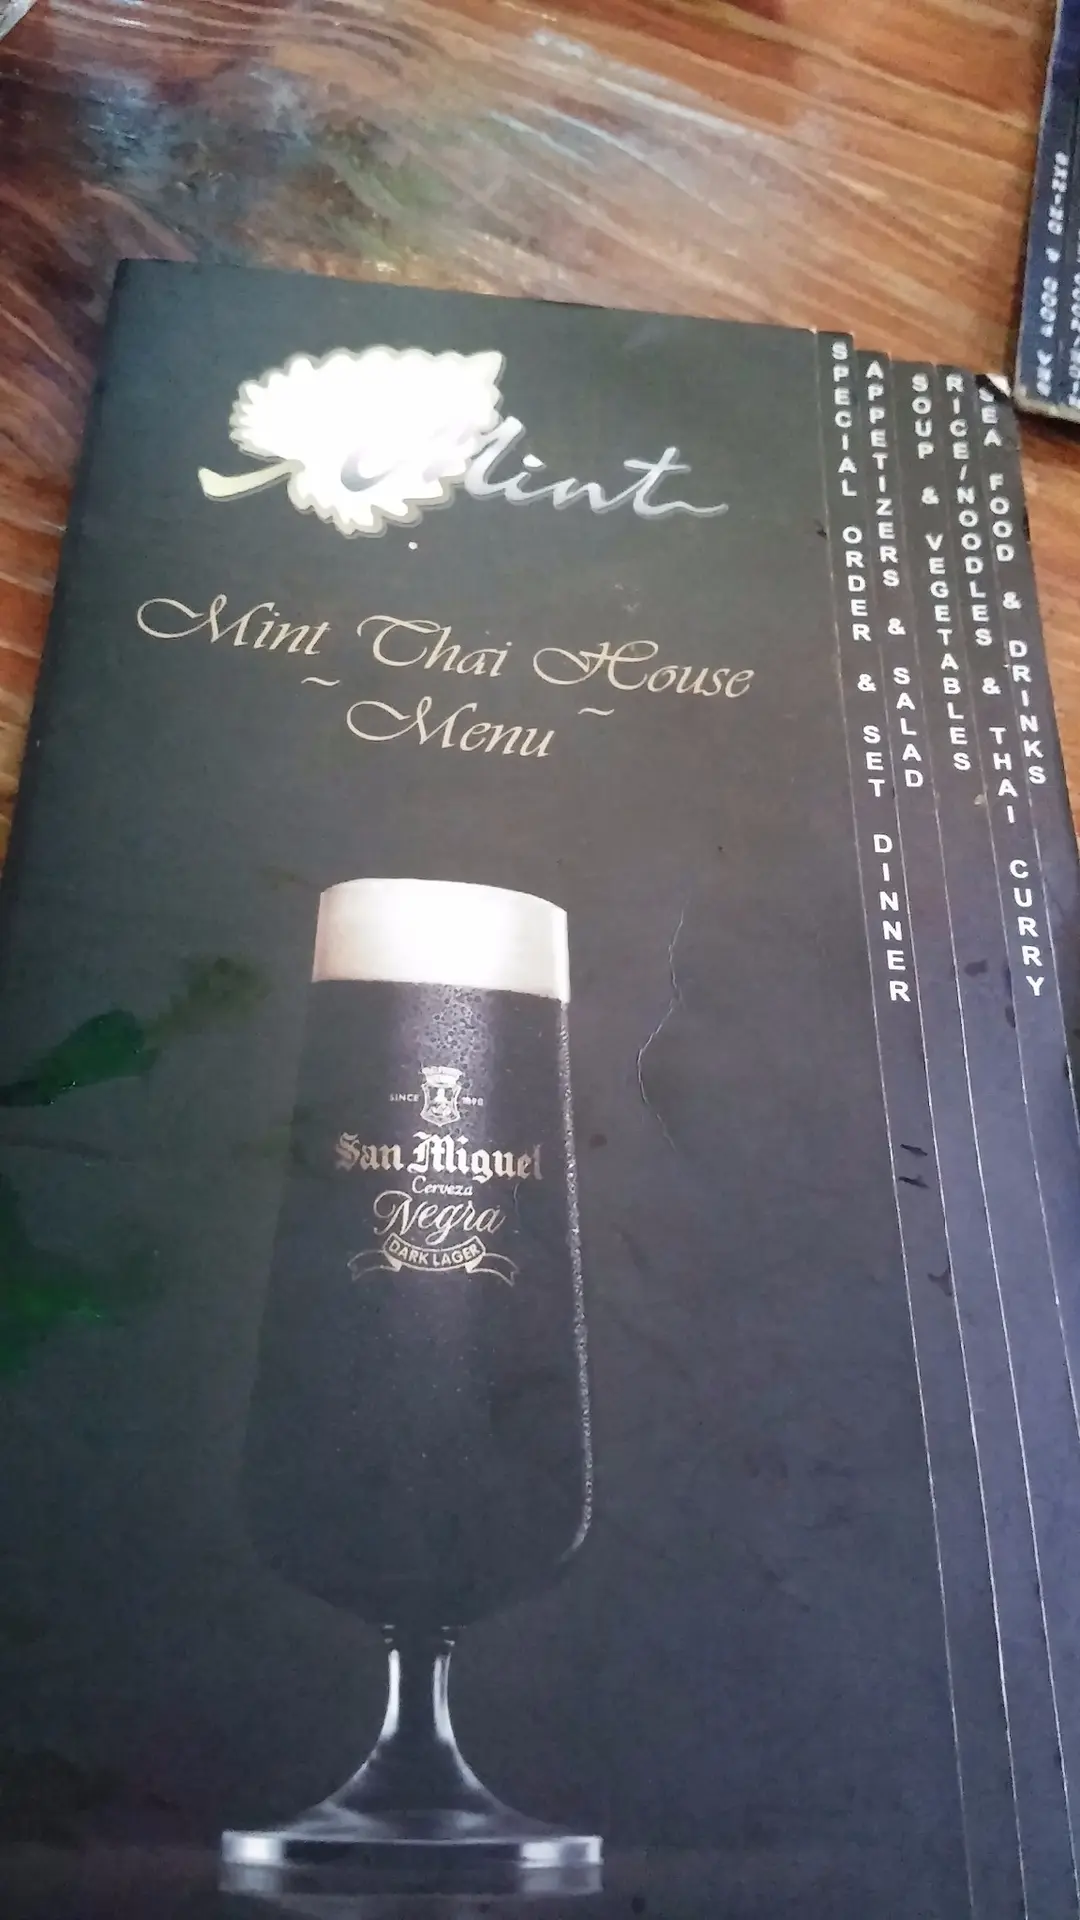 Mint
Mint Thai House
~ Menu ~
SINCE 1890
San Miguel
Cerveza
Negra
DARK LAGER
SPECIAL ORDER & SET DINNER
APPETIZERS & SALAD
SOUP & VEGETABLES
RICE/NOODLES & THAI CURRY
SEA FOOD & DRINKS